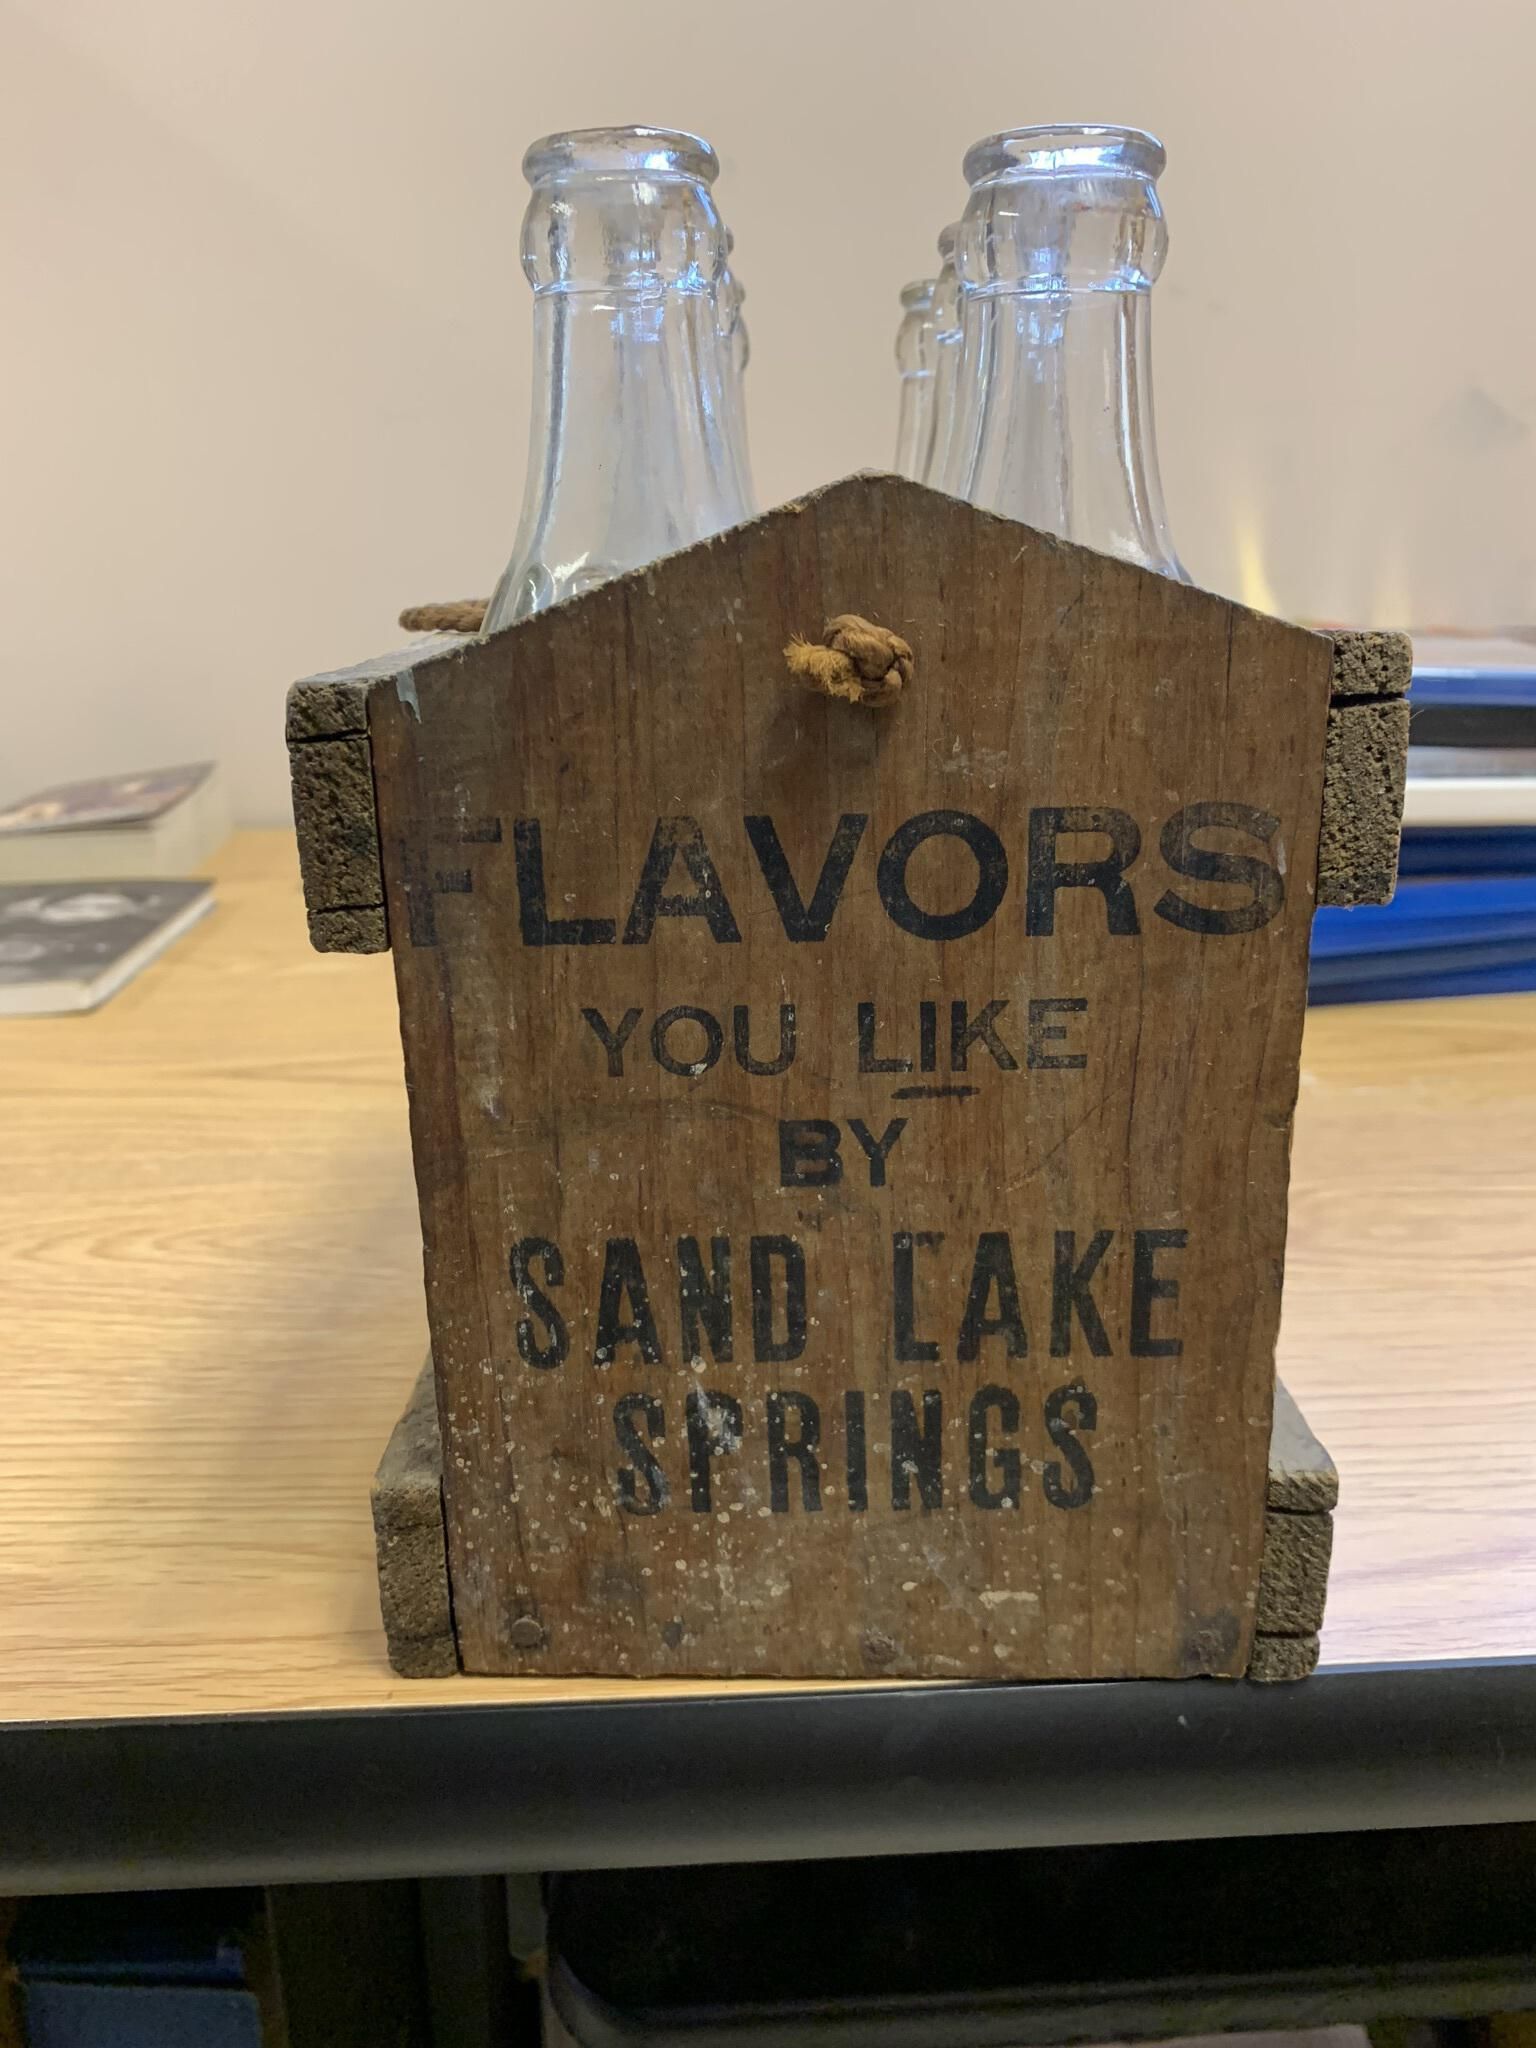 FLAVORS
YOU LIKE
BY
SAND LAKE
SPRINGS